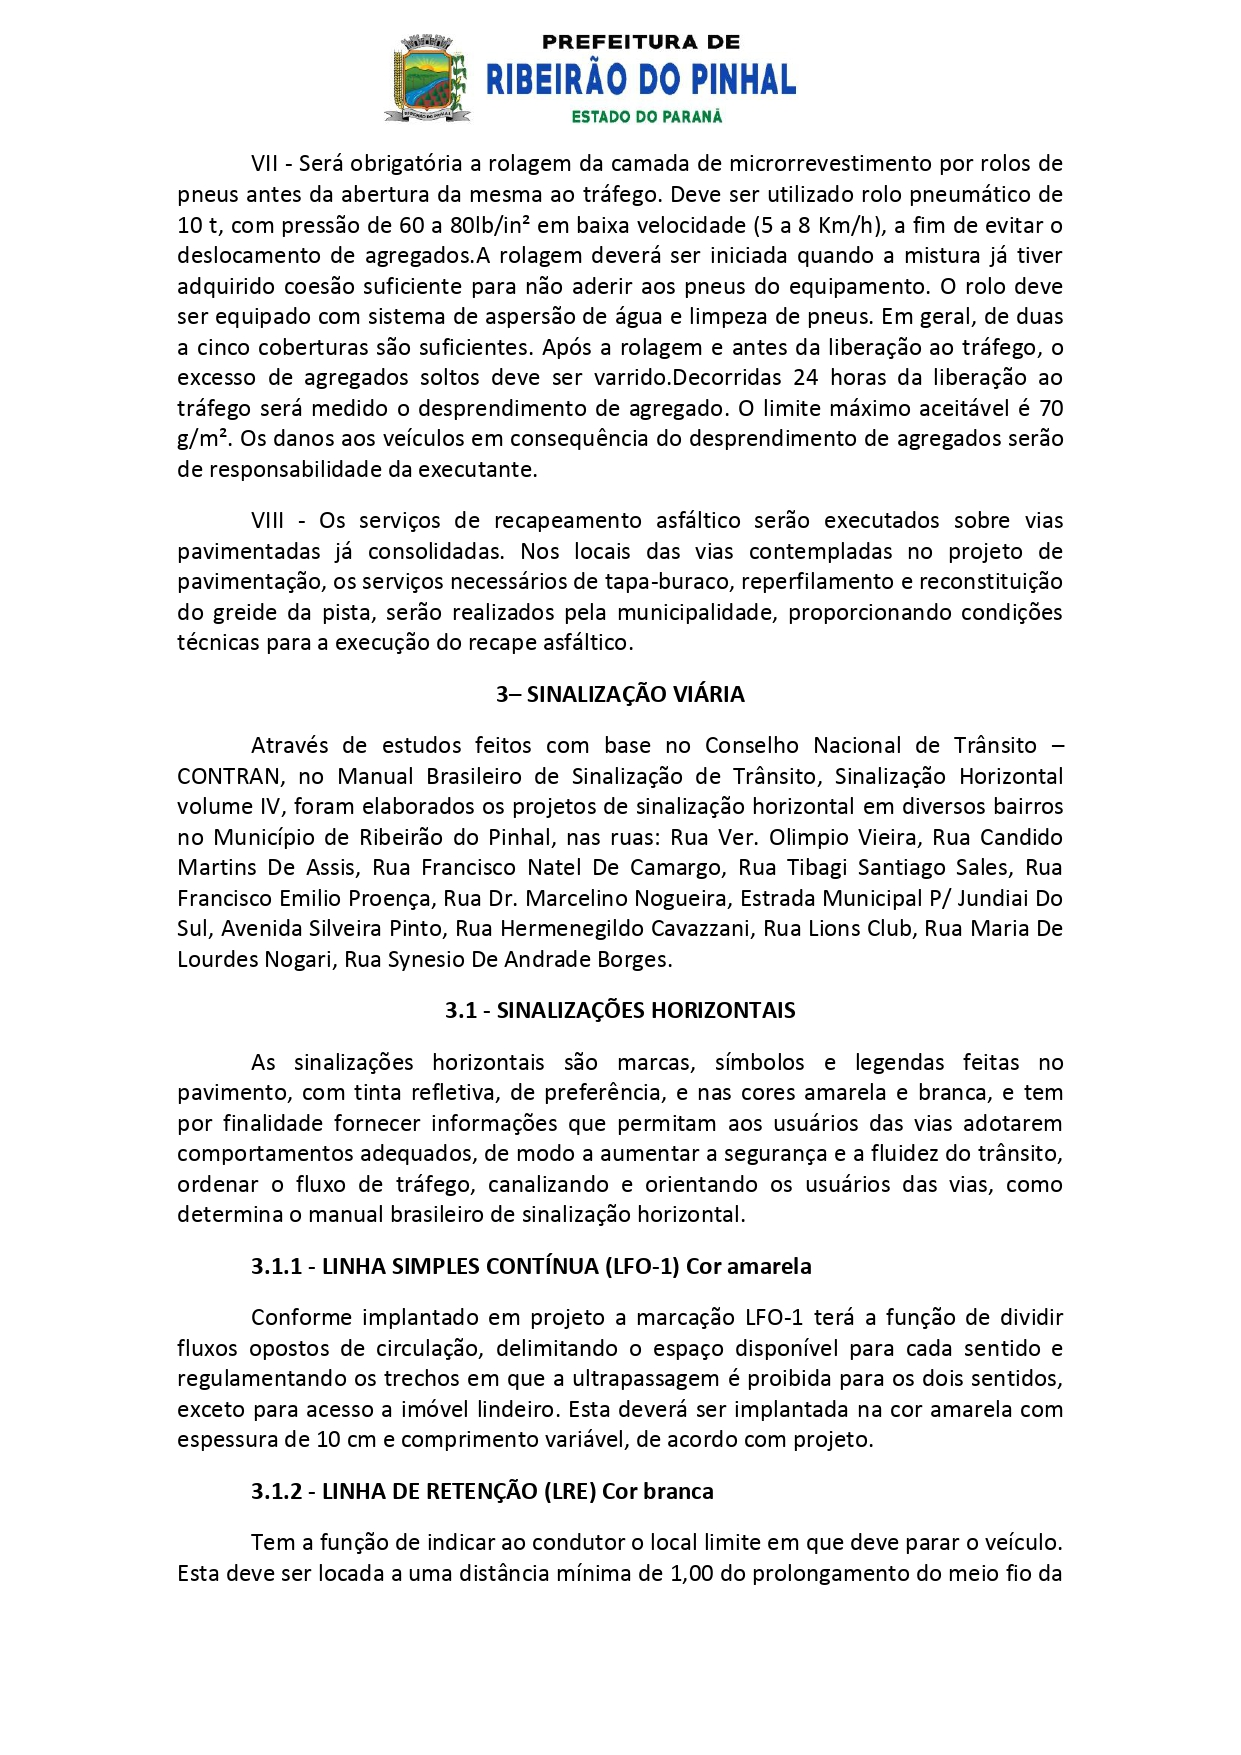 PREFEITURA DE
RIBEIRÃO DO PINHAL
ESTADO DO PARANÁ
VII - Será obrigatória a rolagem da camada de microrrevestimento por rolos de
pneus antes da abertura da mesma ao tráfego. Deve ser utilizado rolo pneumático de
10 t, com pressão de 60 a 80lb/in² em baixa velocidade (5 a 8 Km/h), a fim de evitar o
deslocamento de agregados.A rolagem deverá ser iniciada quando a mistura já tiver
adquirido coesão suficiente para não aderir aos pneus do equipamento. O rolo deve
ser equipado com sistema de aspersão de água e limpeza de pneus. Em geral, de duas
a cinco coberturas são suficientes. Após a rolagem e antes da liberação ao tráfego, o
excesso de agregados soltos deve ser varrido.Decorridas 24 horas da liberação ao
tráfego será medido o desprendimento de agregado. O limite máximo aceitável é 70
g/m². Os danos aos veículos em consequência do desprendimento de agregados serão
de responsabilidade da executante.
VIII - Os serviços de recapeamento asfáltico serão executados sobre vias
pavimentadas já consolidadas. Nos locais das vias contempladas no projeto de
pavimentação, os serviços necessários de tapa-buraco, reperfilamento e reconstituição
do greide da pista, serão realizados pela municipalidade, proporcionando condições
técnicas para a execução do recape asfáltico.
3– SINALIZAÇÃO VIÁRIA
Através de estudos feitos com base no Conselho Nacional de Trânsito –
CONTRAN, no Manual Brasileiro de Sinalização de Trânsito, Sinalização Horizontal
volume IV, foram elaborados os projetos de sinalização horizontal em diversos bairros
no Município de Ribeirão do Pinhal, nas ruas: Rua Ver. Olimpio Vieira, Rua Candido
Martins De Assis, Rua Francisco Natel De Camargo, Rua Tibagi Santiago Sales, Rua
Francisco Emilio Proença, Rua Dr. Marcelino Nogueira, Estrada Municipal P/ Jundiai Do
Sul, Avenida Silveira Pinto, Rua Hermenegildo Cavazzani, Rua Lions Club, Rua Maria De
Lourdes Nogari, Rua Synesio De Andrade Borges.
3.1 - SINALIZAÇÕES HORIZONTAIS
As sinalizações horizontais são marcas, símbolos e legendas feitas no
pavimento, com tinta refletiva, de preferência, e nas cores amarela e branca, e tem
por finalidade fornecer informações que permitam aos usuários das vias adotarem
comportamentos adequados, de modo a aumentar a segurança e a fluidez do trânsito,
ordenar o fluxo de tráfego, canalizando e orientando os usuários das vias, como
determina o manual brasileiro de sinalização horizontal.
3.1.1 - LINHA SIMPLES CONTÍNUA (LFO-1) Cor amarela
Conforme implantado em projeto a marcação LFO-1 terá a função de dividir
fluxos opostos de circulação, delimitando o espaço disponível para cada sentido e
regulamentando os trechos em que a ultrapassagem é proibida para os dois sentidos,
exceto para acesso a imóvel lindeiro. Esta deverá ser implantada na cor amarela com
espessura de 10 cm e comprimento variável, de acordo com projeto.
3.1.2 - LINHA DE RETENÇÃO (LRE) Cor branca
Tem a função de indicar ao condutor o local limite em que deve parar o veículo.
Esta deve ser locada a uma distância mínima de 1,00 do prolongamento do meio fio da